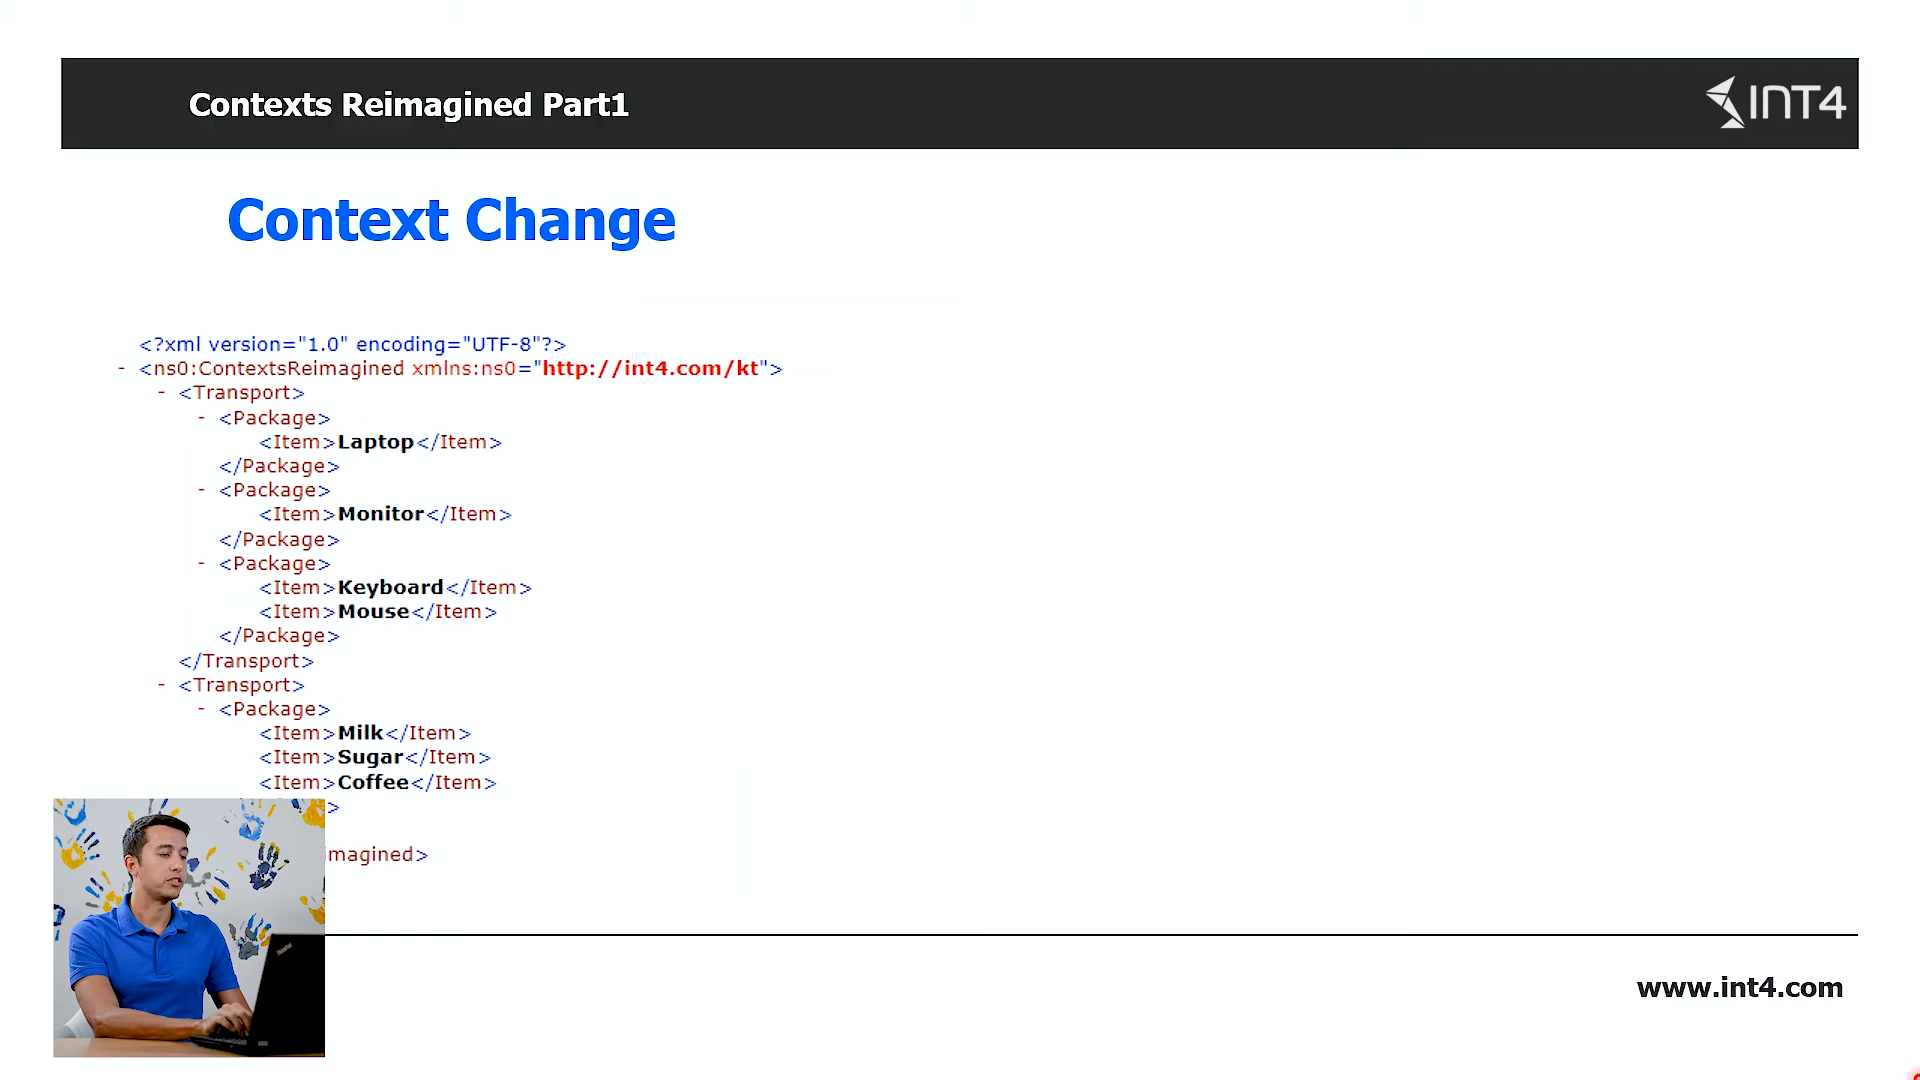 Contexts Reimagined Part1
INT4
Context Change
<?xml version="1.0" encoding="UTF-8"?>
- <ns0:ContextsReimagined xmlns:ns0="http://int4.com/kt">
- <Transport>
- <Package>
<Item>Laptop</Item>
</Package>
- <Package>
<Item>Monitor</Item>
</Package>
- <Package>
<Item>Keyboard</Item>
<Item>Mouse</Item>
</Package>
</Transport>
- <Transport>
- <Package>
<Item>Milk</Item>
<Item>Sugar</Item>
<Item>Coffee</Item>
>
imagined>
www.int4.com